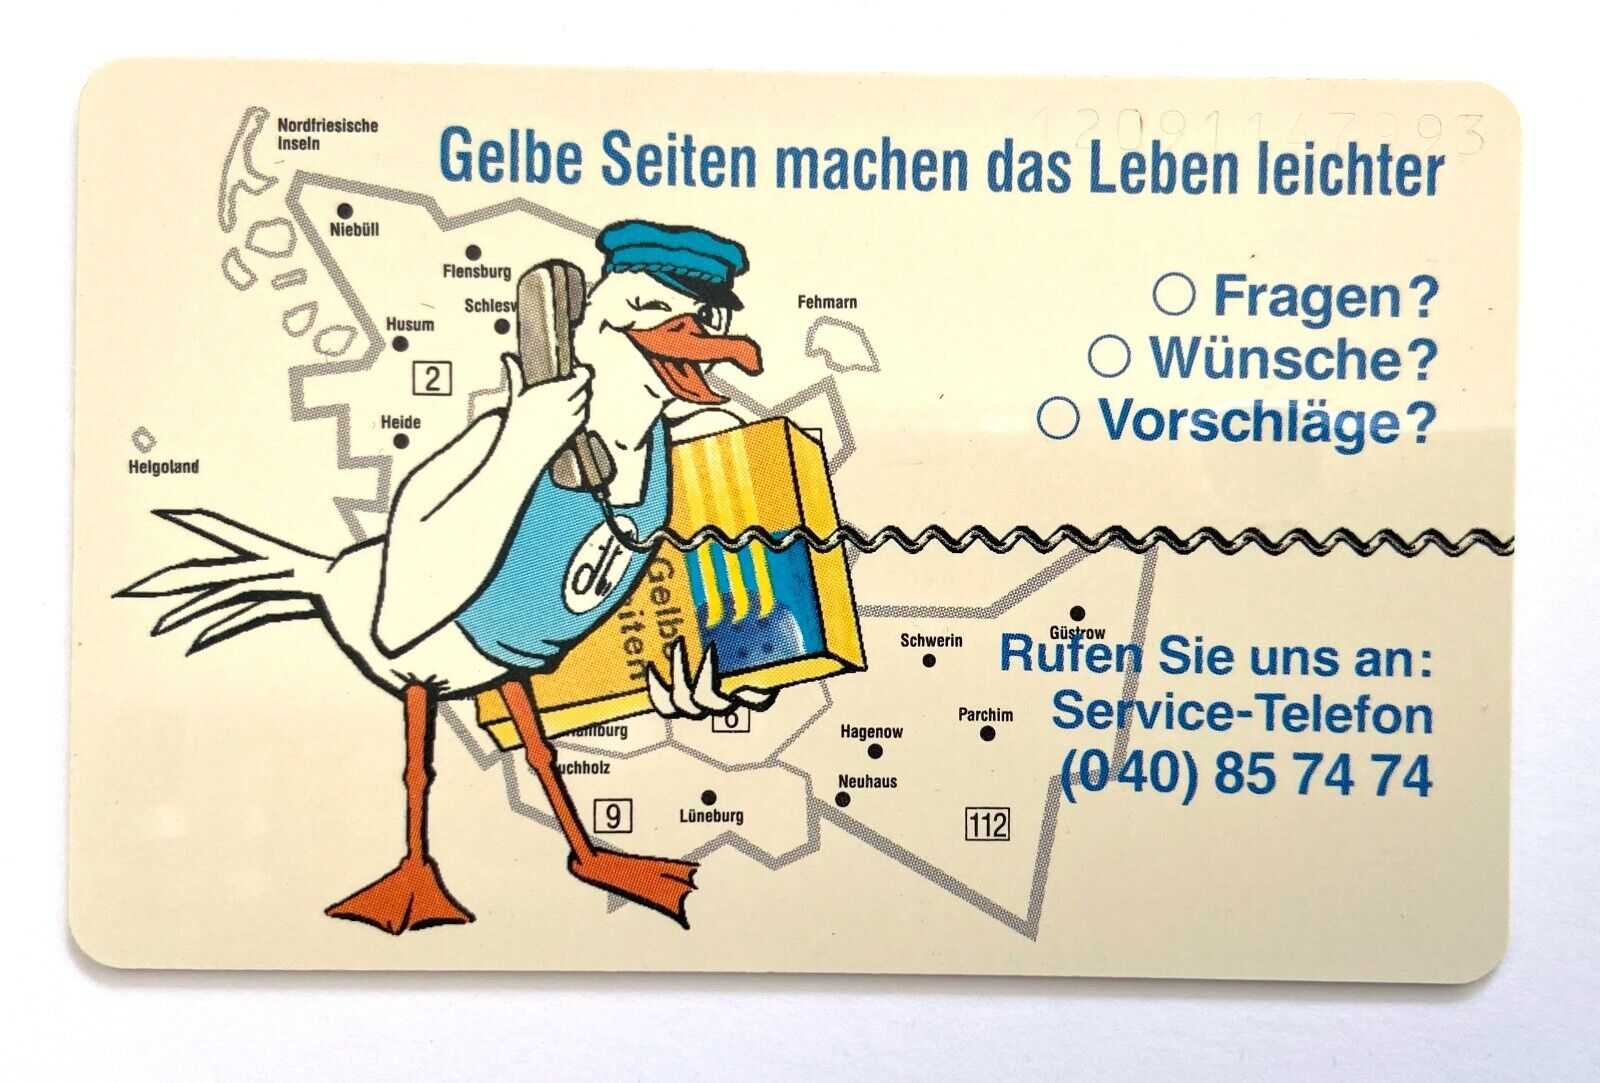 Gelbe Seiten machen das Leben leichter
Nordfriesische
Inseln
Niebüll
Flensburg
Schlesw
Husum
2
Heide
Helgoland
Fehmarn
Fragen?
Wünsche?
Vorschläge?
Gelbe
Schwerin
Güstrow
Rufen Sie uns an:
Service-Telefon
(040) 85 74 74
Parchim
Hagenow
Neuhaus
6
Lüneburg
9
112